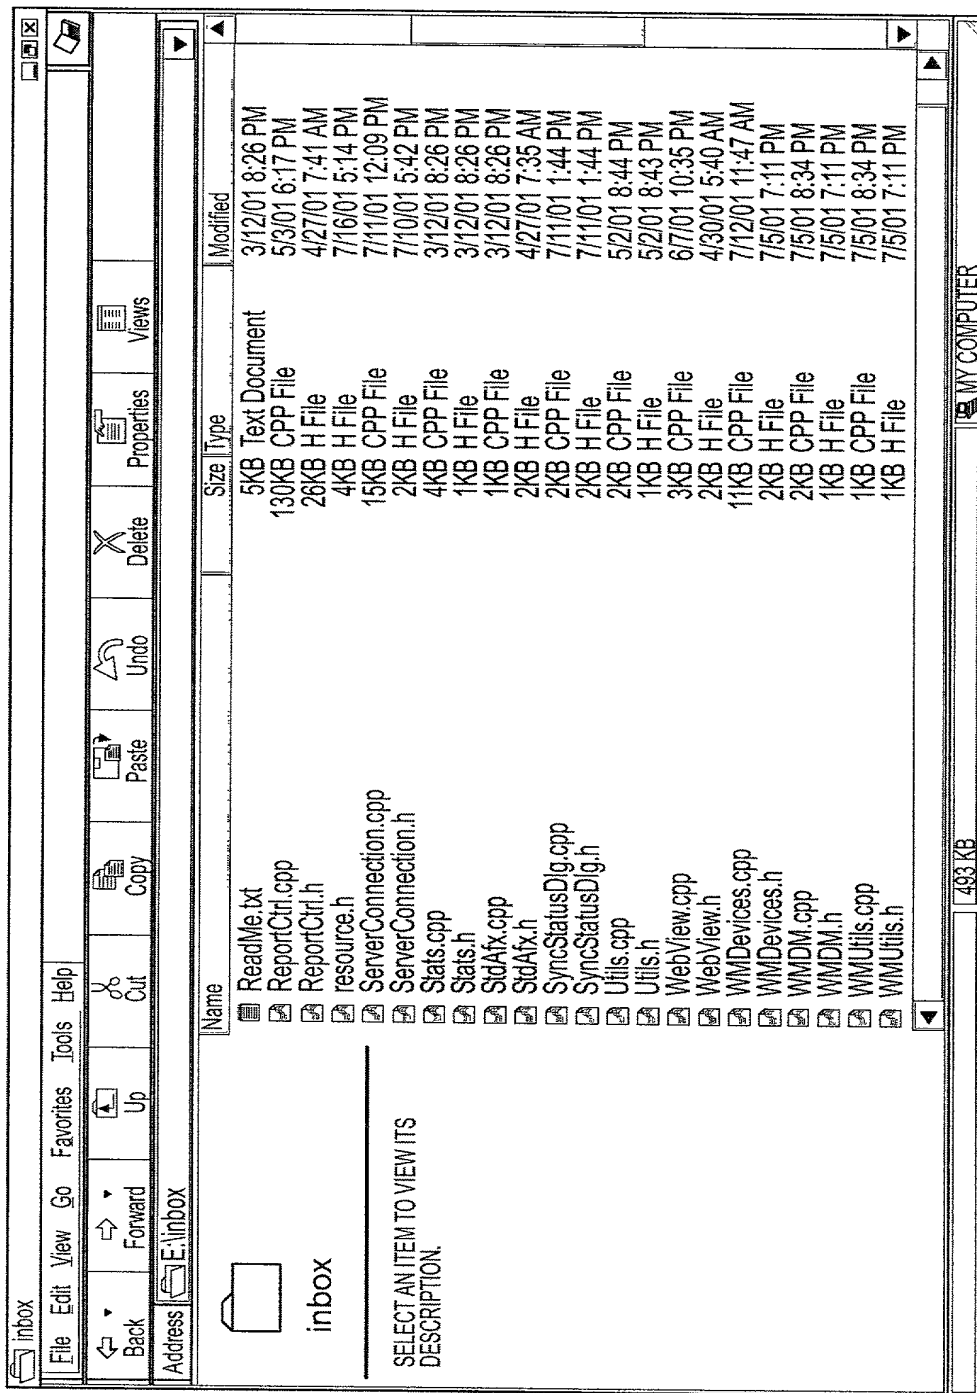 inbox
File Edit View Go Favorites Tools Help
Back Forward Up Cut Copy Paste Undo Delete Properties Views
Address E:\inbox
inbox
SELECT AN ITEM TO VIEW ITS
DESCRIPTION.
Name Size Type Modified
ReadMe.txt 5KB Text Document 3/12/01 8:26 PM
ReportCtrl.cpp 130KB CPP File 5/3/01 6:17 PM
ReportCtrl.h 26KB H File 4/27/01 7:41 AM
resource.h 4KB H File 7/16/01 5:14 PM
ServerConnection.cpp 15KB CPP File 7/11/01 12:09 PM
ServerConnection.h 2KB H File 7/10/01 5:42 PM
Stats.cpp 4KB CPP File 3/12/01 8:26 PM
Stats.h 1KB H File 3/12/01 8:26 PM
StdAfx.cpp 1KB CPP File 3/12/01 8:26 PM
StdAfx.h 2KB H File 4/27/01 7:35 AM
SyncStatusDlg.cpp 2KB CPP File 7/11/01 1:44 PM
SyncStatusDlg.h 2KB H File 7/11/01 1:44 PM
Utils.cpp 2KB CPP File 5/2/01 8:44 PM
Utils.h 1KB H File 5/2/01 8:43 PM
WebView.cpp 3KB CPP File 6/7/01 10:35 PM
WebView.h 2KB H File 4/30/01 5:40 AM
WMDevices.cpp 11KB CPP File 7/12/01 11:47 AM
WMDevices.h 2KB H File 7/5/01 7:11 PM
WMDM.cpp 2KB CPP File 7/5/01 8:34 PM
WMDM.h 1KB H File 7/5/01 7:11 PM
WMUtils.cpp 1KB CPP File 7/5/01 8:34 PM
WMUtils.h 1KB H File 7/5/01 7:11 PM
493 KB MY COMPUTER